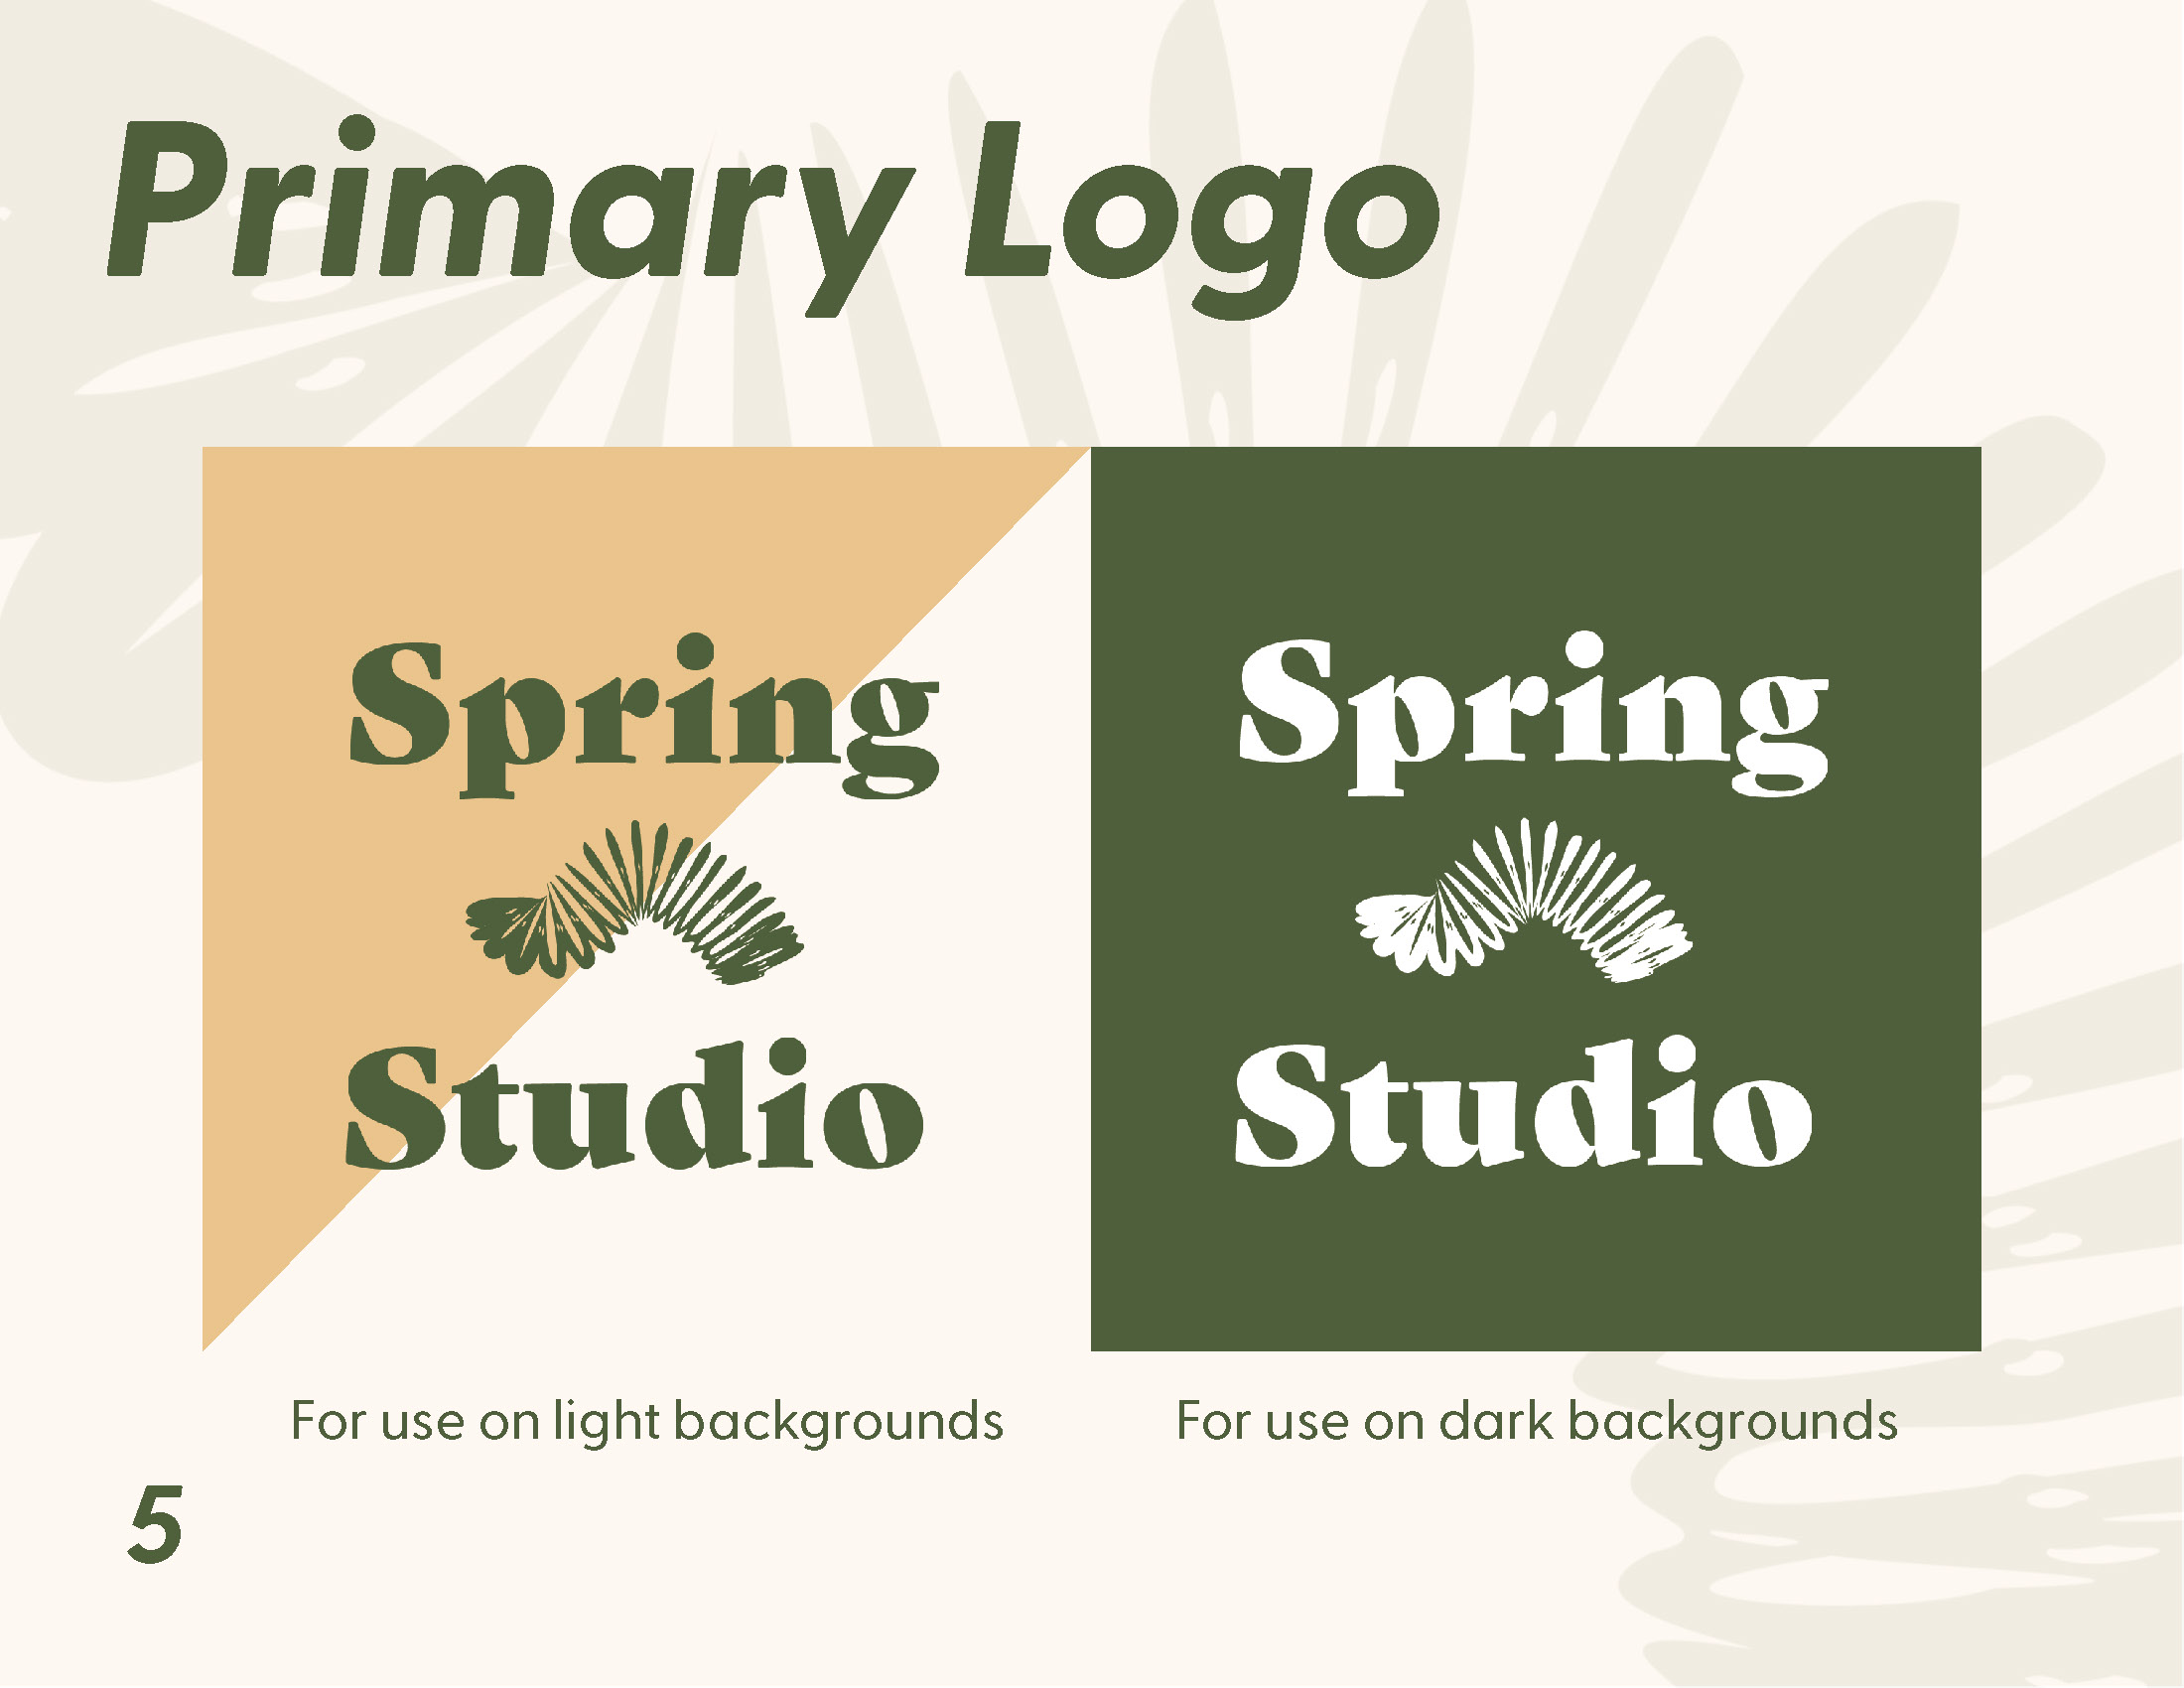 Primary Logo
Spring
Studio
Spring
Studio
For use on light backgrounds
For use on dark backgrounds
5